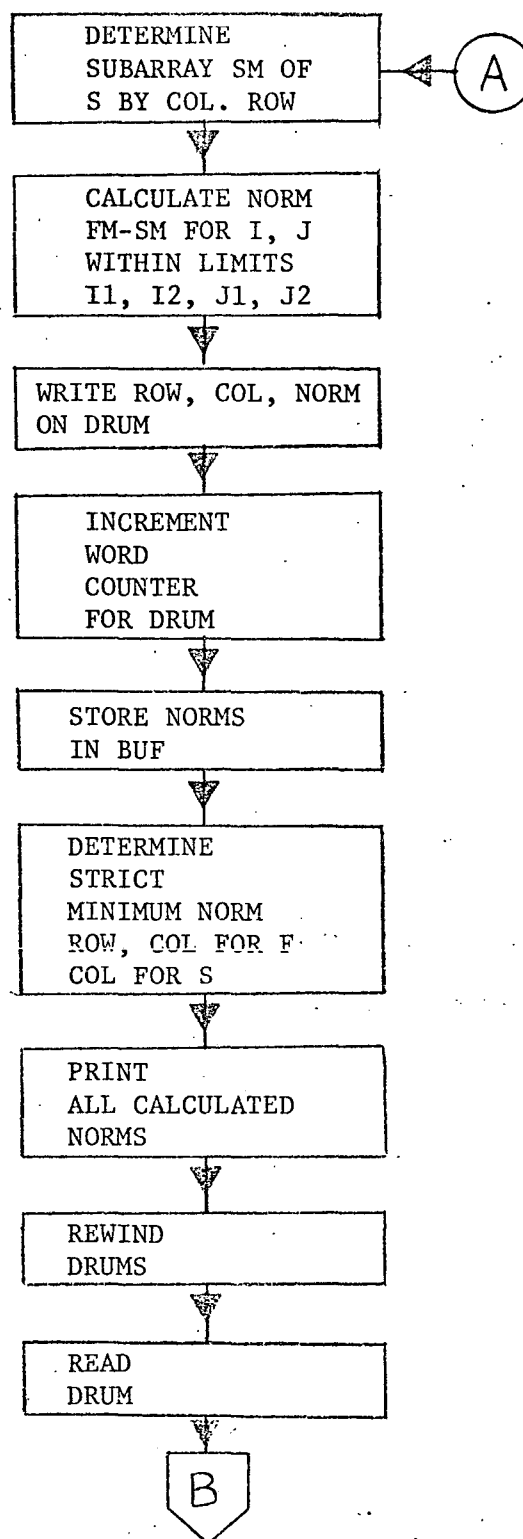 DETERMINE
SUBARRAY SM OF
S BY COL. ROW
A
CALCULATE NORM
FM-SM FOR I, J
WITHIN LIMITS
I1, I2, J1, J2
WRITE ROW, COL, NORM
ON DRUM
INCREMENT
WORD
COUNTER
FOR DRUM
STORE NORMS
IN BUF
DETERMINE
STRICT
MINIMUM NORM
ROW, COL FOR F
COL FOR S
PRINT
ALL CALCULATED
NORMS
REWIND
DRUMS
READ
DRUM
B